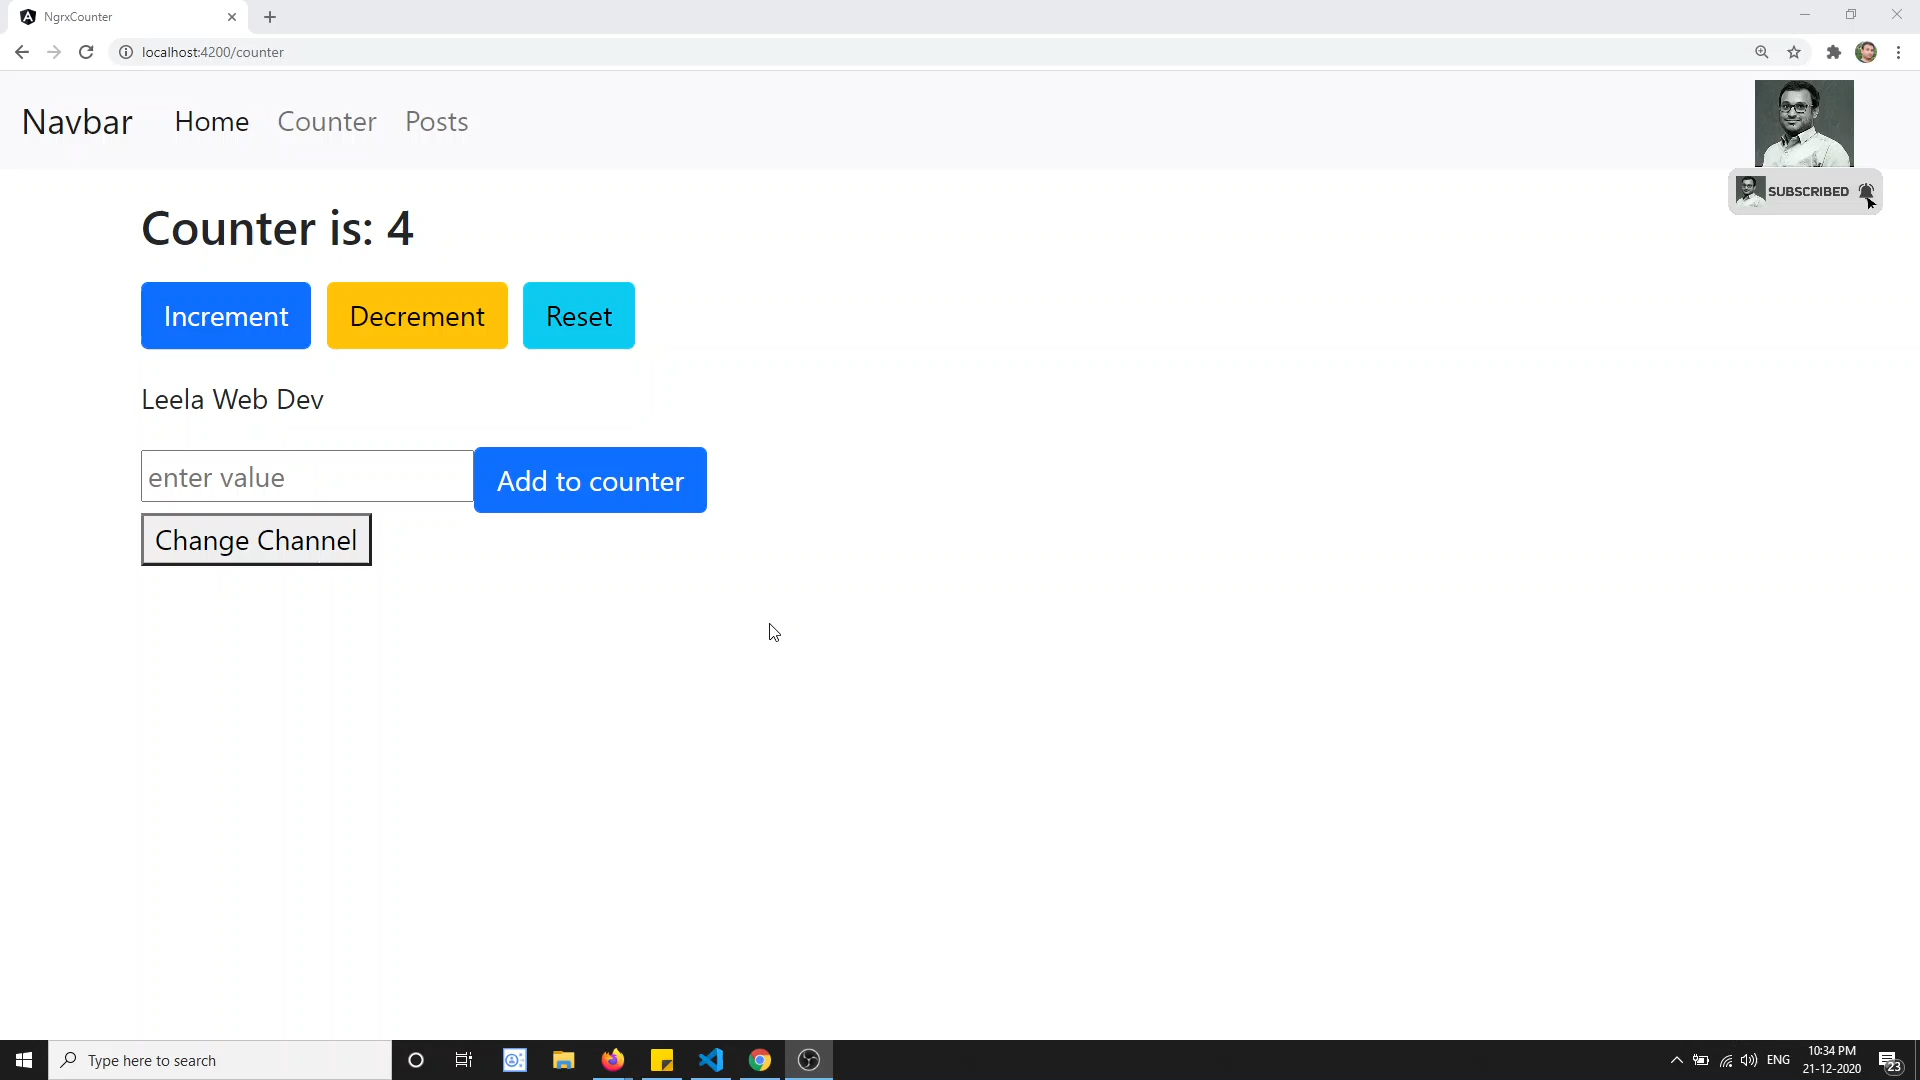 NgrxCounter
localhost:4200/counter
Navbar Home Counter Posts
SUBSCRIBED
Counter is: 4
Increment Decrement Reset
Leela Web Dev
enter value Add to counter
Change Channel
Type here to search
ENG 10:34 PM
21-12-2020
23